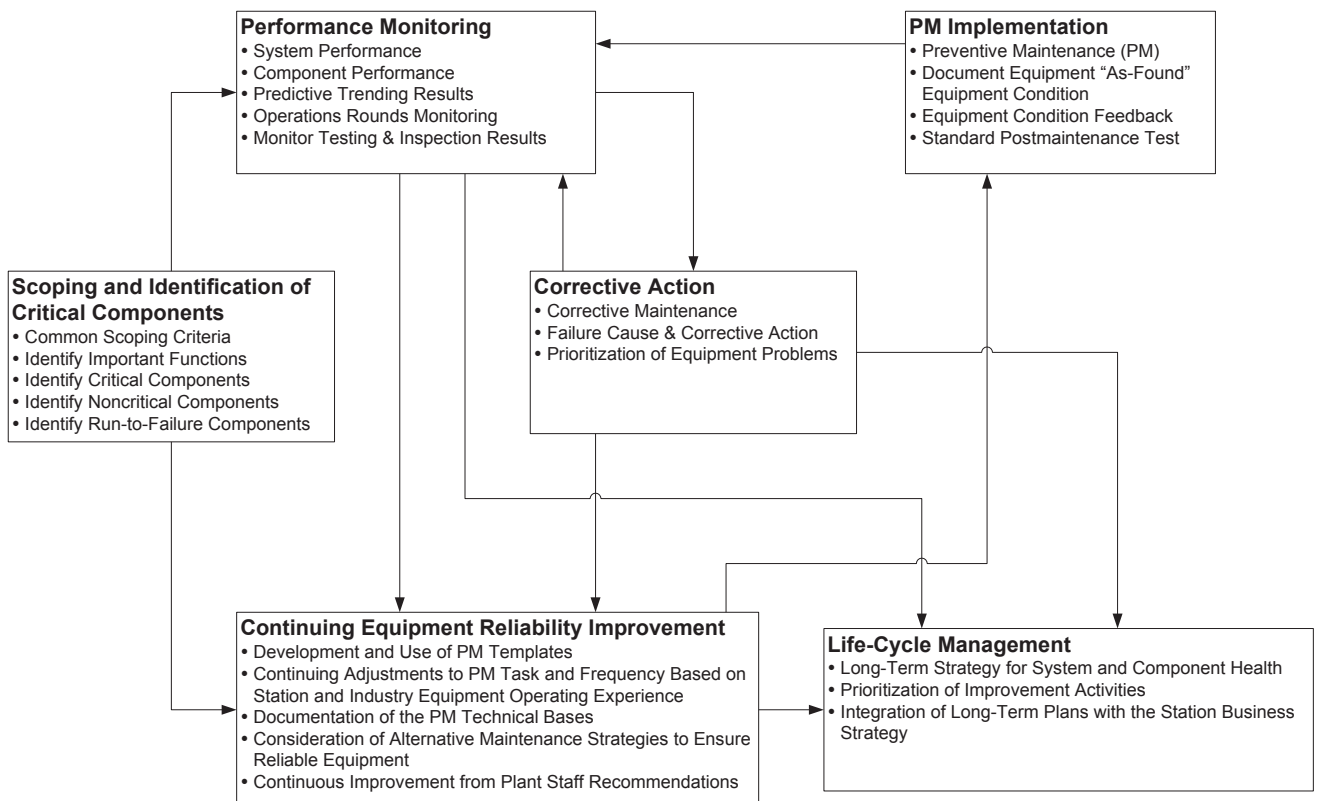 Performance Monitoring
• System Performance
• Component Performance
• Predictive Trending Results
• Operations Rounds Monitoring
• Monitor Testing & Inspection Results
PM Implementation
• Preventive Maintenance (PM)
• Document Equipment “As-Found”
Equipment Condition
• Equipment Condition Feedback
• Standard Postmaintenance Test
Scoping and Identification of
Critical Components
• Common Scoping Criteria
• Identify Important Functions
• Identify Critical Components
• Identify Noncritical Components
• Identify Run-to-Failure Components
Corrective Action
• Corrective Maintenance
• Failure Cause & Corrective Action
• Prioritization of Equipment Problems
Continuing Equipment Reliability Improvement
• Development and Use of PM Templates
• Continuing Adjustments to PM Task and Frequency Based on
Station and Industry Equipment Operating Experience
• Documentation of the PM Technical Bases
• Consideration of Alternative Maintenance Strategies to Ensure
Reliable Equipment
• Continuous Improvement from Plant Staff Recommendations
Life-Cycle Management
• Long-Term Strategy for System and Component Health
• Prioritization of Improvement Activities
• Integration of Long-Term Plans with the Station Business
Strategy